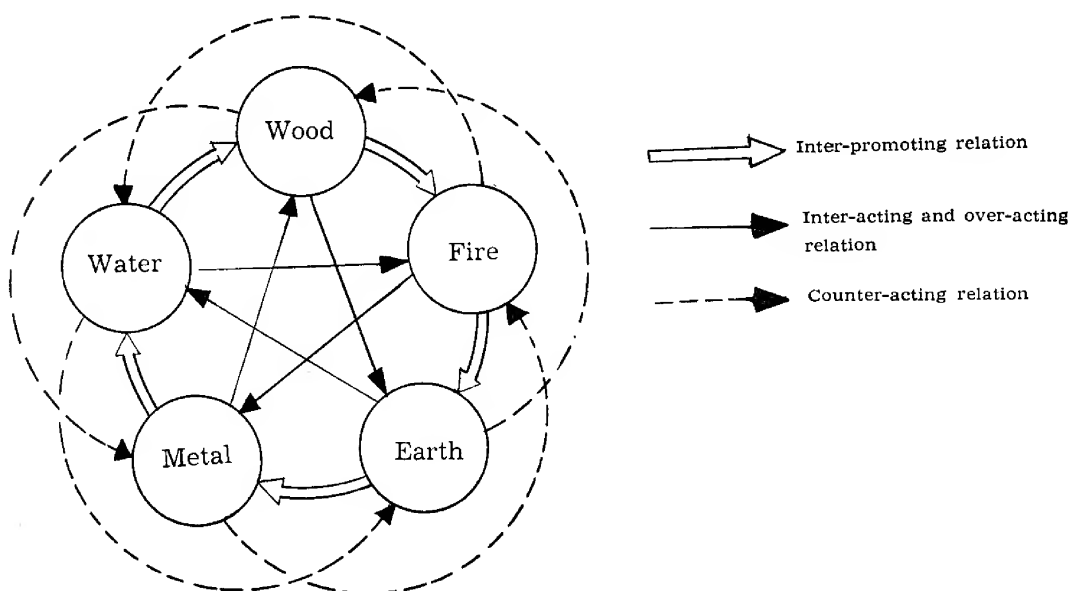 Wood
Fire
Water
Metal
Earth
Inter-promoting relation
Inter-acting and over-acting
relation
Counter-acting relation